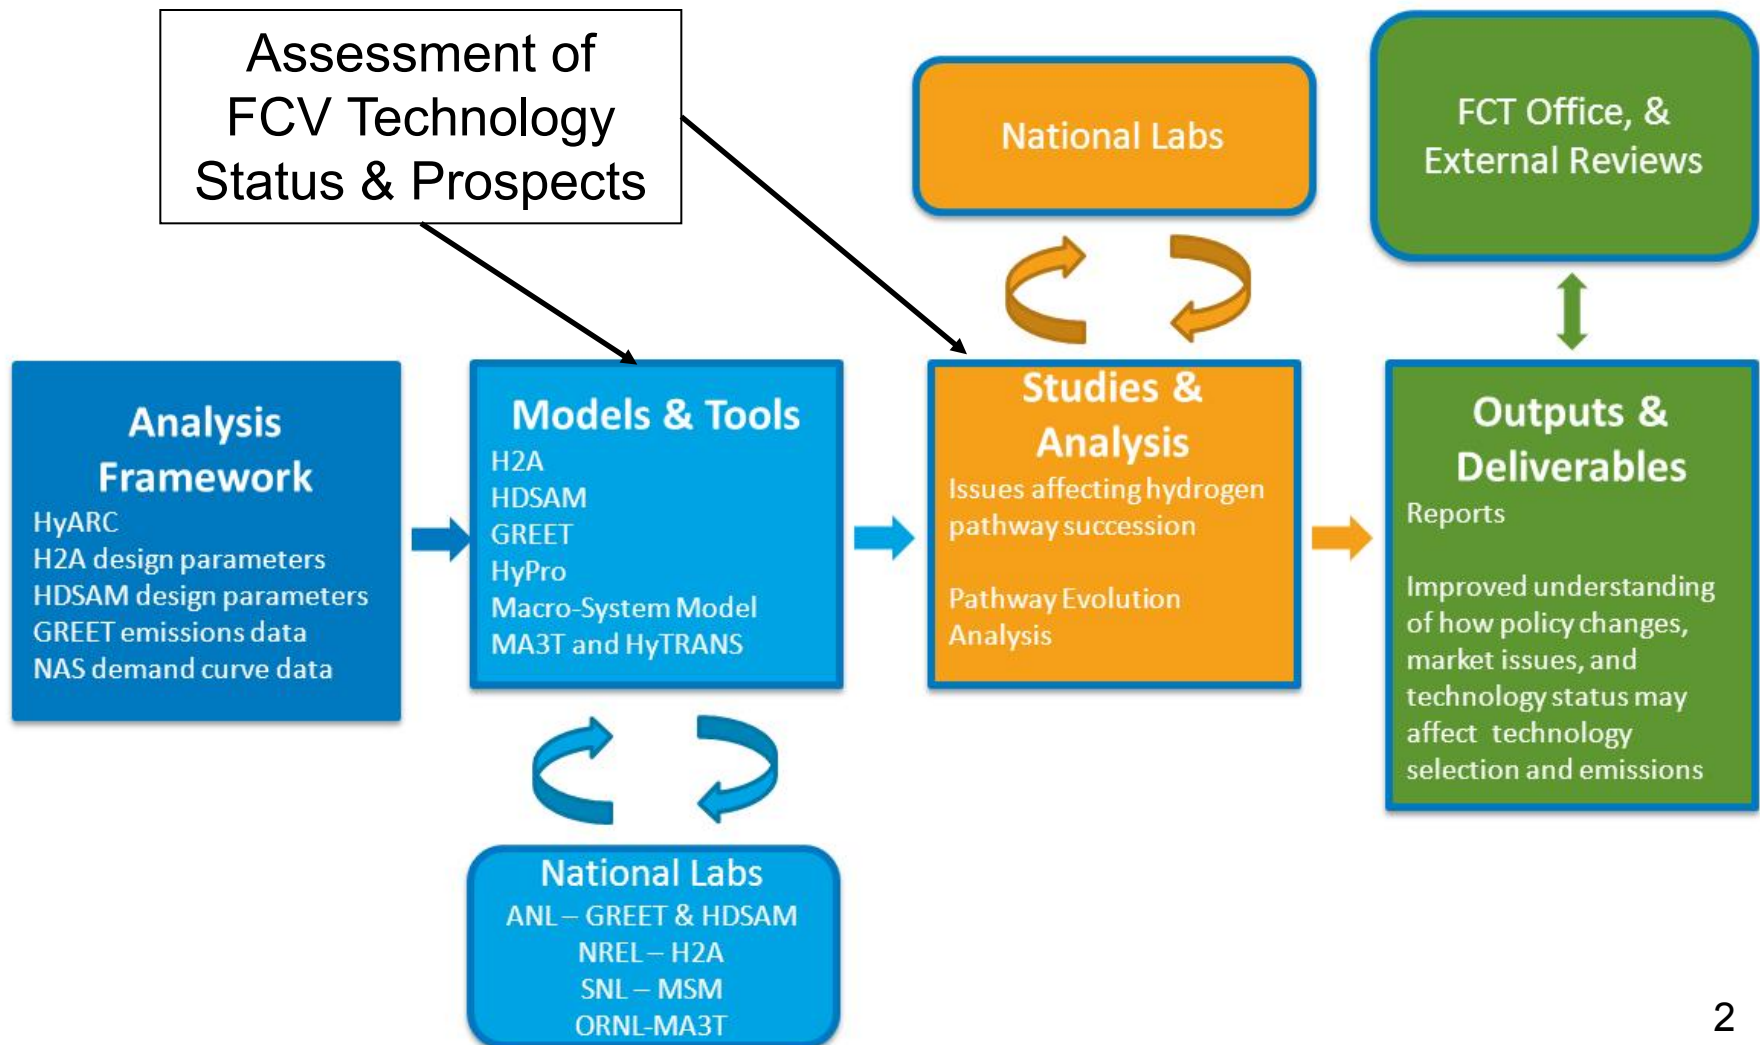 Assessment of
FCV Technology
Status & Prospects
National Labs
FCT Office, &
External Reviews
Analysis
Framework
HyARC
H2A design parameters
HDSAM design parameters
GREET emissions data
NAS demand curve data
Models & Tools
H2A
HDSAM
GREET
HyPro
Macro-System Model
MA3T and HyTRANS
Studies &
Analysis
Issues affecting hydrogen
pathway succession
Pathway Evolution
Analysis
Outputs &
Deliverables
Reports
Improved understanding
of how policy changes,
market issues, and
technology status may
affect technology
selection and emissions
National Labs
ANL – GREET & HDSAM
NREL – H2A
SNL – MSM
ORNL-MA3T
2